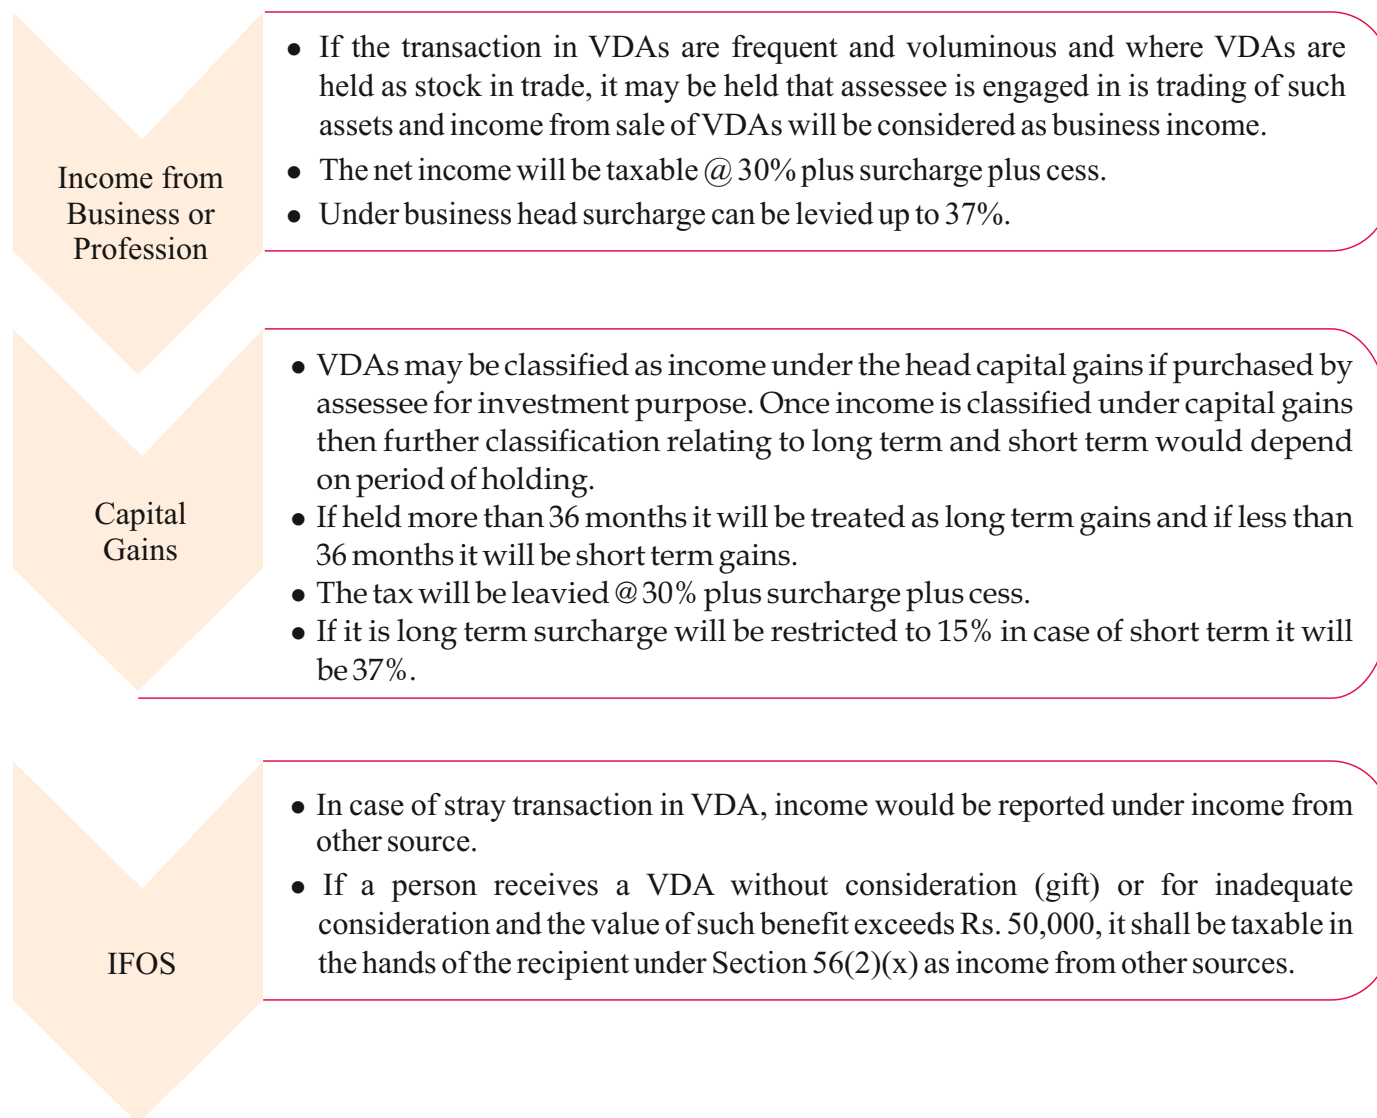 Income from
Business or
Profession
● If the transaction in VDAs are frequent and voluminous and where VDAs are
held as stock in trade, it may be held that assessee is engaged in is trading of such
assets and income from sale of VDAs will be considered as business income.
● The net income will be taxable @ 30% plus surcharge plus cess.
● Under business head surcharge can be levied up to 37%.
Capital
Gains
● VDAs may be classified as income under the head capital gains if purchased by
assessee for investment purpose. Once income is classified under capital gains
then further classification relating to long term and short term would depend
on period of holding.
● If held more than 36 months it will be treated as long term gains and if less than
36 months it will be short term gains.
● The tax will be leavied @ 30% plus surcharge plus cess.
● If it is long term surcharge will be restricted to 15% in case of short term it will
be 37%.
IFOS
● In case of stray transaction in VDA, income would be reported under income from
other source.
● If a person receives a VDA without consideration (gift) or for inadequate
consideration and the value of such benefit exceeds Rs. 50,000, it shall be taxable in
the hands of the recipient under Section 56(2)(x) as income from other sources.